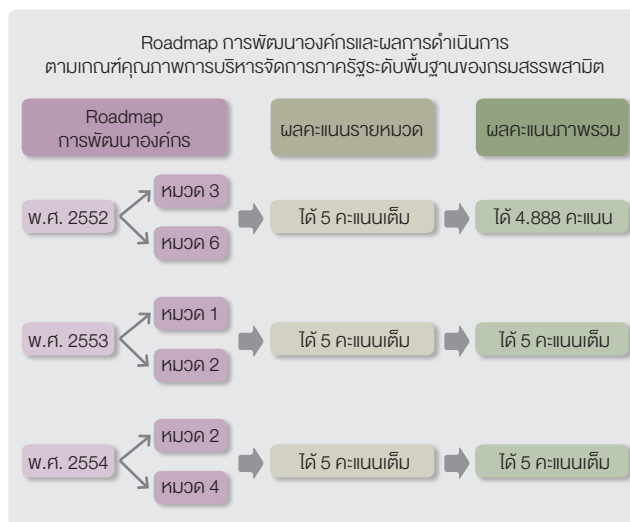 Roadmap การพัฒนาองค์กรและผลการดำเนินการ
ตามเกณฑ์คุณภาพการบริหารจัดการภาครัฐระดับพื้นฐานของกรมสรรพสามิต
Roadmap
การพัฒนาองค์กร
ผลคะแนนรายหมวด
ผลคะแนนภาพรวม
พ.ศ. 2552
หมวด 3
หมวด 6
ได้ 5 คะแนนเต็ม
ได้ 4.888 คะแนน
พ.ศ. 2553
หมวด 1
หมวด 2
ได้ 5 คะแนนเต็ม
ได้ 5 คะแนนเต็ม
พ.ศ. 2554
หมวด 2
หมวด 4
ได้ 5 คะแนนเต็ม
ได้ 5 คะแนนเต็ม